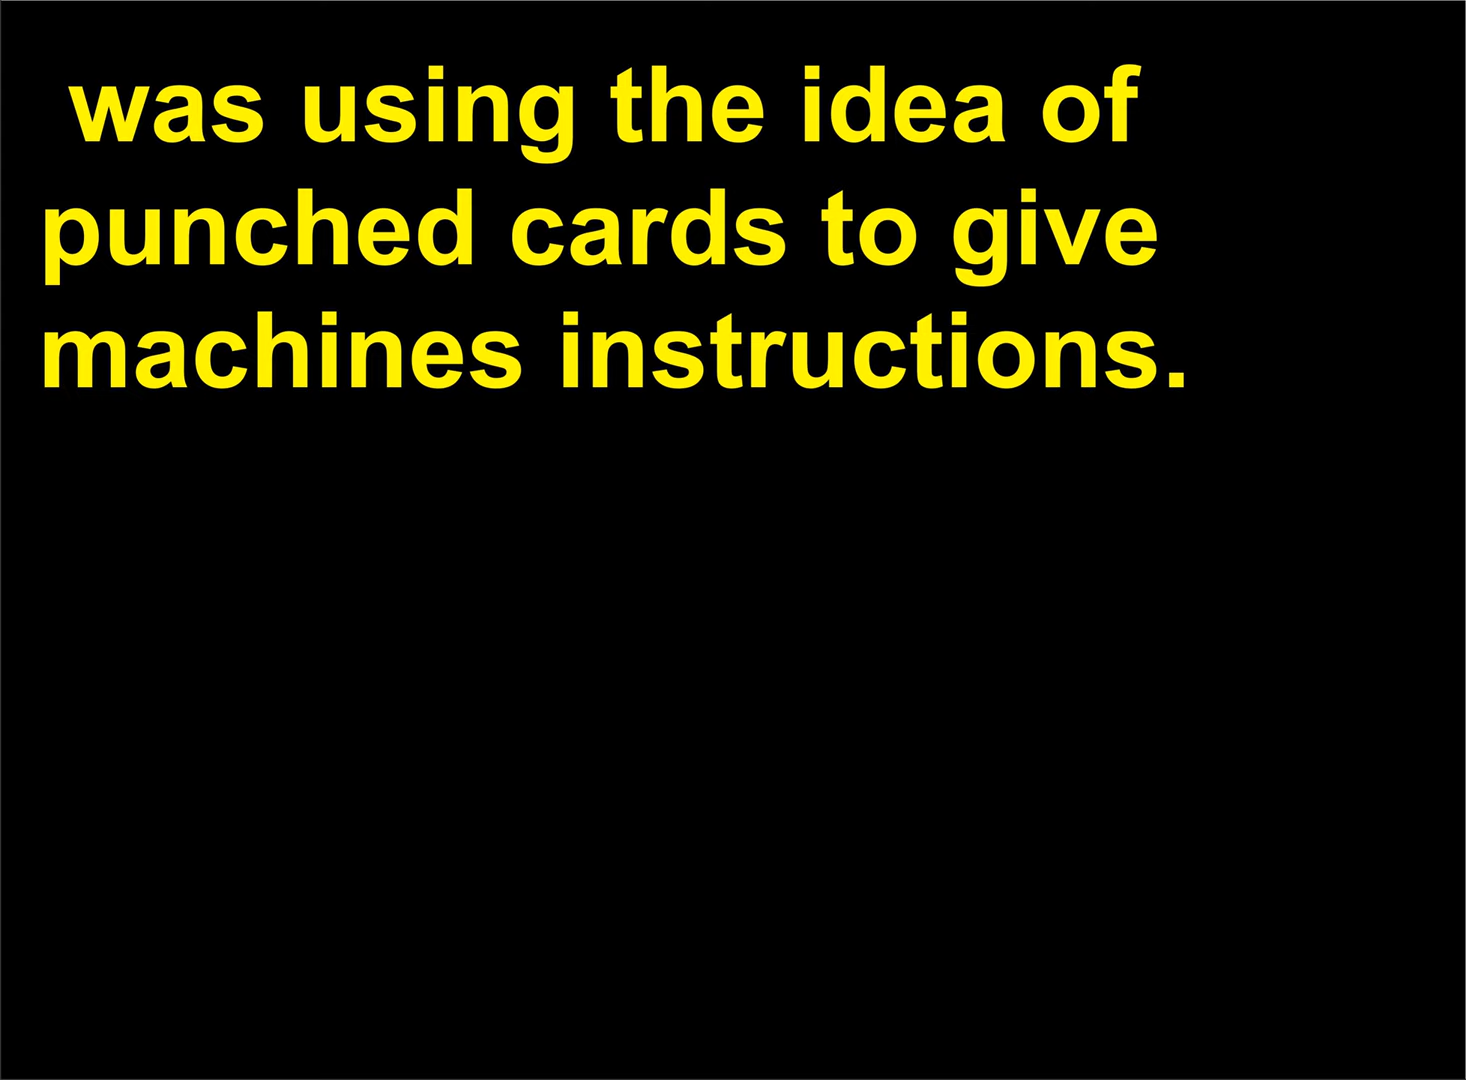 was using the idea of
punched cards to give
machines instructions.